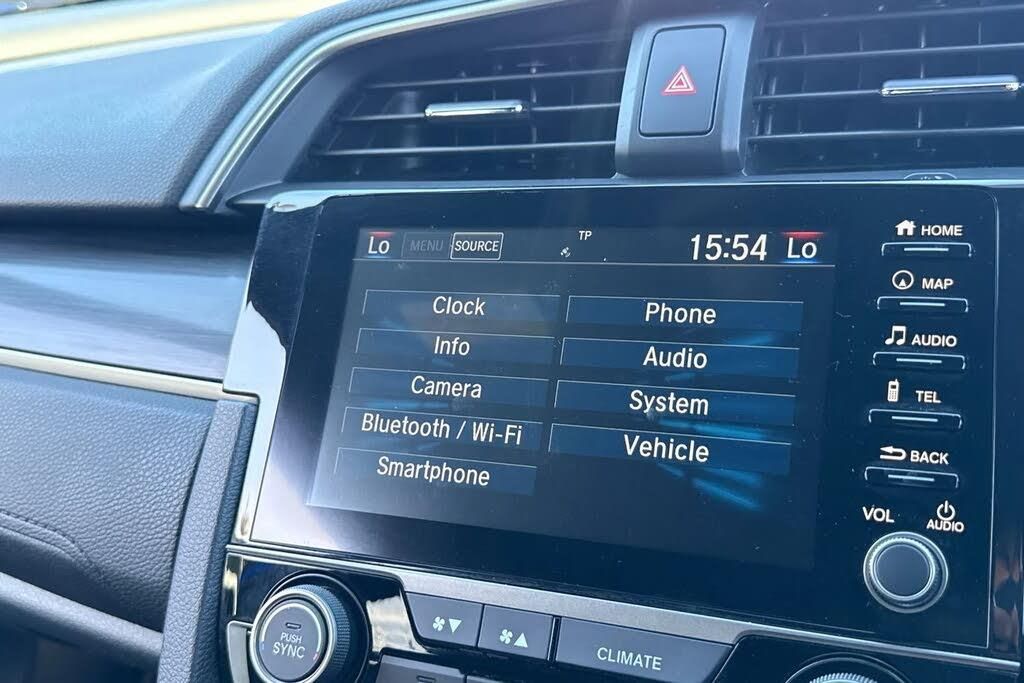 Lo MENU SOURCE TP 15:54 Lo
Clock Phone
Info Audio
Camera System
Bluetooth / Wi-Fi Vehicle
Smartphone
HOME
MAP
AUDIO
TEL
BACK
VOL AUDIO
PUSH
SYNC
CLIMATE